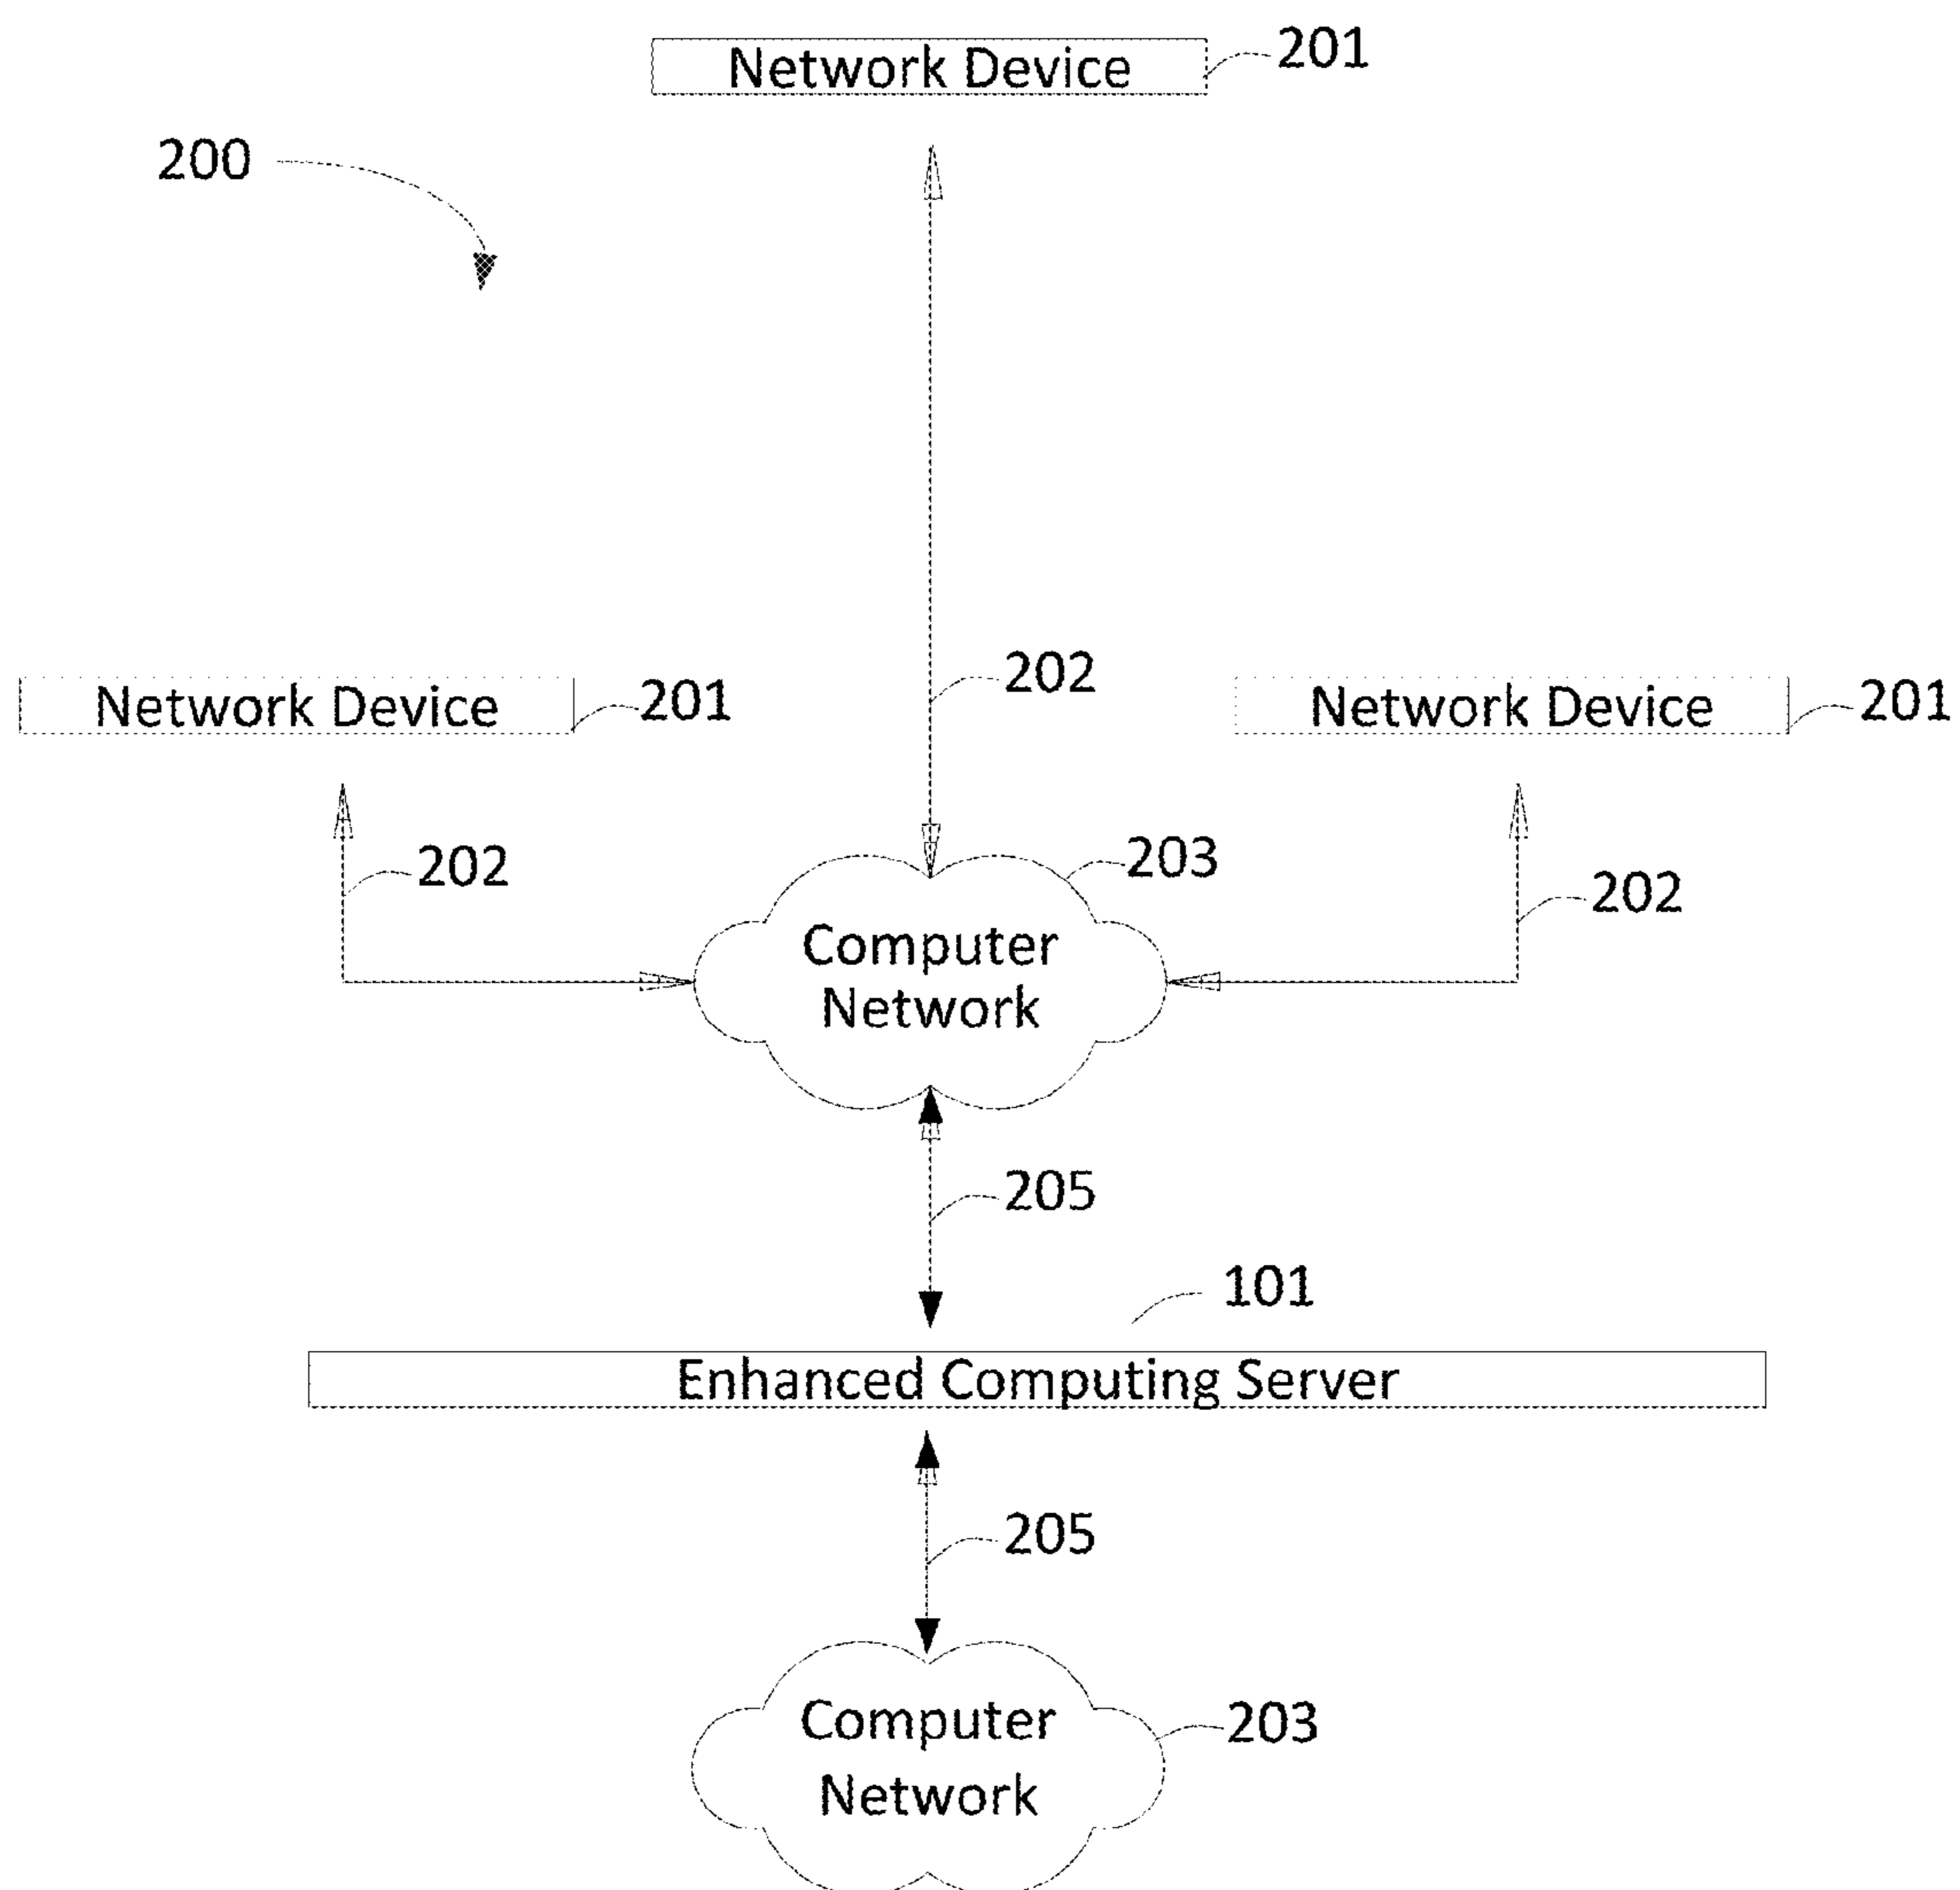 Network Device
201
200
202
Network Device
201
Network Device
201
202
203
202
Computer
Network
205
101
Enhanced Computing Server
205
Computer
203
Network